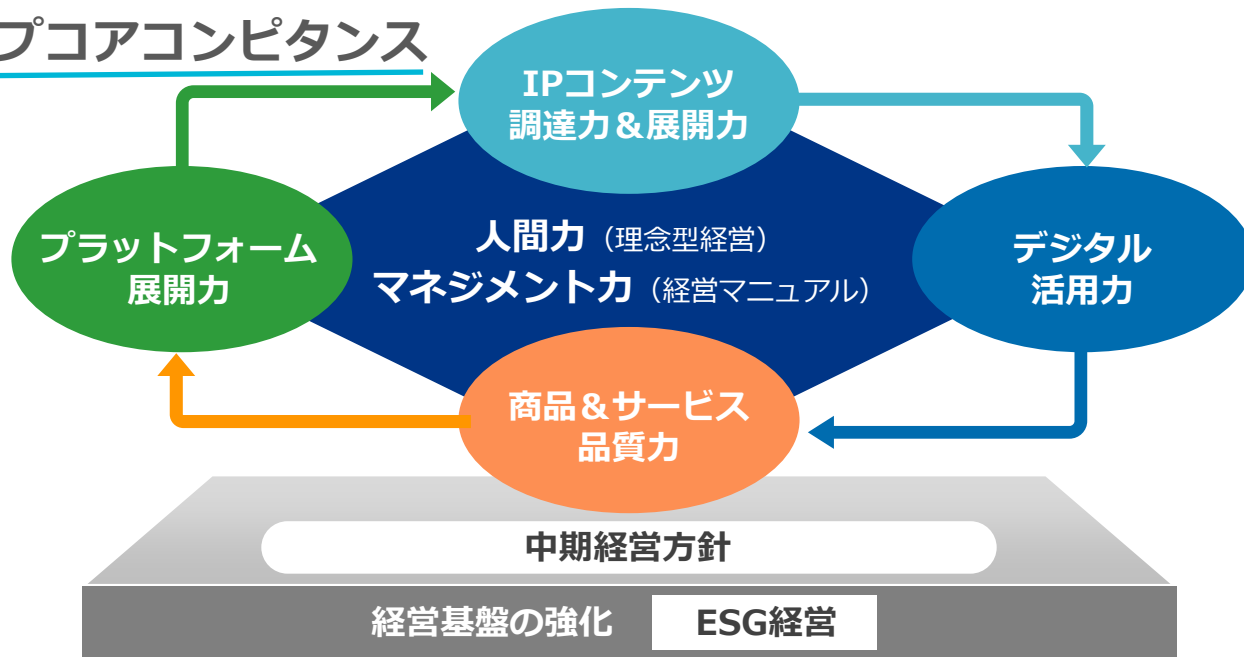 プコアコンピタンス
IPコンテンツ
調達力＆展開力
プラットフォーム
展開力
人間力（理念型経営）
マネジメント力（経営マニュアル）
デジタル
活用力
商品＆サービス
品質力
中期経営方針
経営基盤の強化 ESG経営